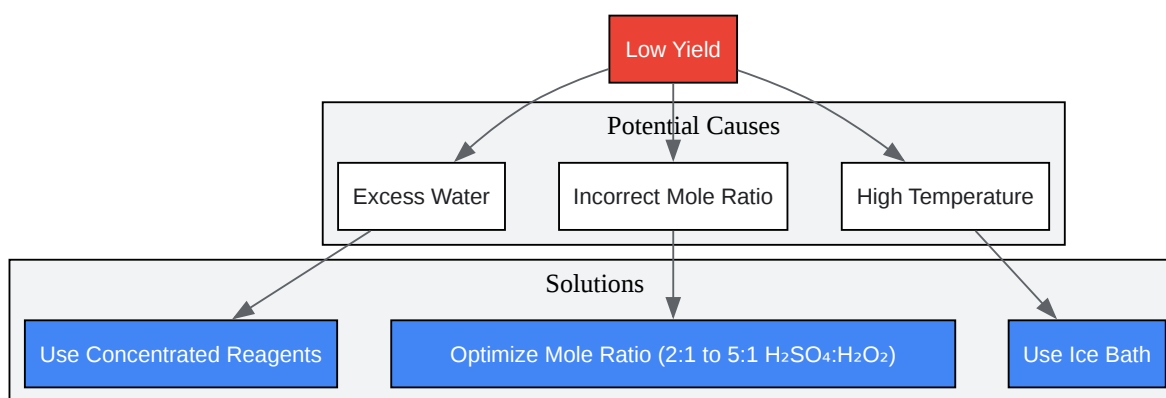 Low Yield
Potential Causes
Excess Water
Incorrect Mole Ratio
High Temperature
Solutions
Use Concentrated Reagents
Optimize Mole Ratio (2:1 to 5:1 H₂SO₄:H₂O₂)
Use Ice Bath